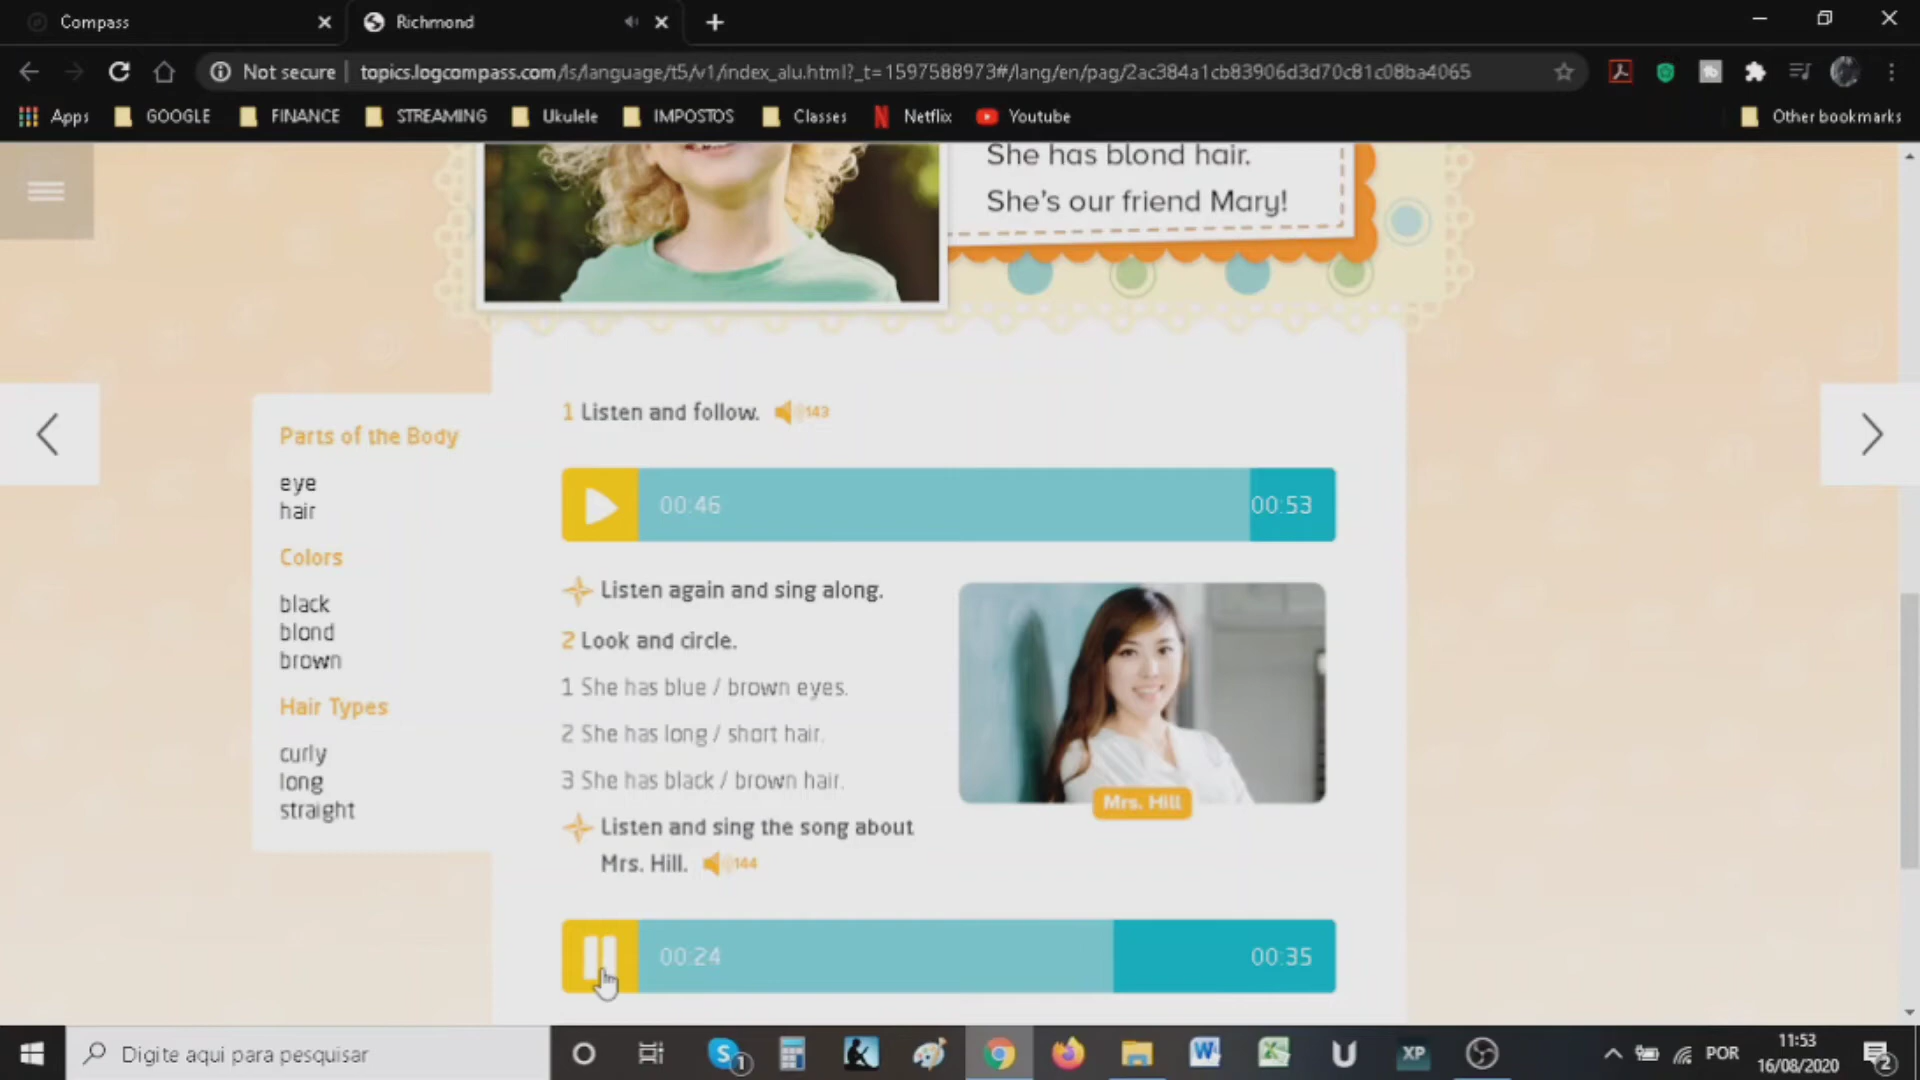 Compass
Richmond
Not secure
topics.logcompass.com/ls/language/t5/v1/index_alu.html?_t=1597588973#/lang/en/pag/2ac384a1cb83906d3d70c81c08ba4065
Apps
GOOGLE
FINANCE
STREAMING
Ukulele
IMPOSTOS
Classes
Netflix
Youtube
Other bookmarks
She has blond hair.
She's our friend Mary!
Parts of the Body
eye
hair
Colors
black
blond
brown
Hair Types
curly
long
straight
1 Listen and follow. 143
00:46
00:53
Listen again and sing along.
2 Look and circle.
1 She has blue / brown eyes.
2 She has long / short hair.
3 She has black / brown hair.
Listen and sing the song about
Mrs. Hill. 144
Mrs. Hill
00:24
00:35
Digite aqui para pesquisar
1
XP
POR
11:53
16/08/2020
2